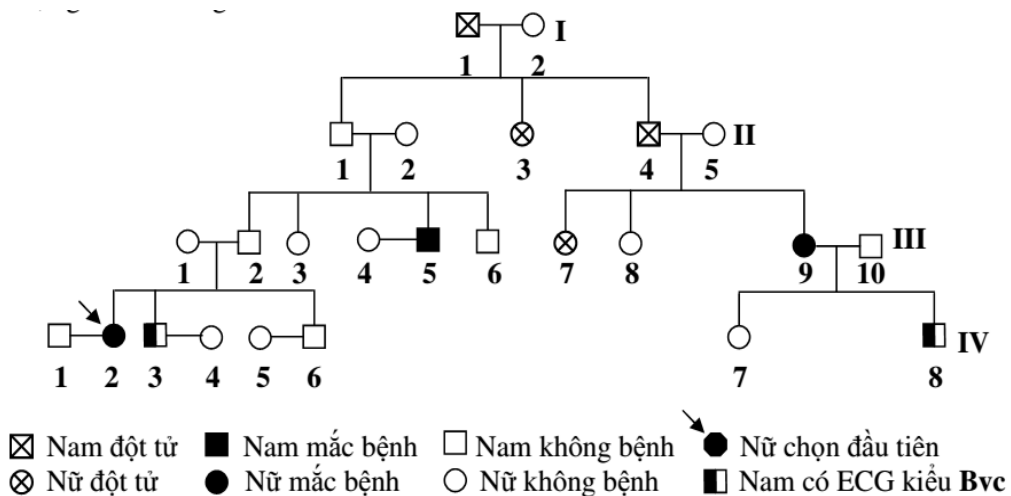 I
1 2
II
1 2 3 4 5
III
1 2 3 4 5 6 7 8 9 10
IV
1 2 3 4 5 6 7 8
Nam đột tử Nam mắc bệnh Nam không bệnh Nữ chọn đầu tiên
Nữ đột tử Nữ mắc bệnh Nữ không bệnh Nam có ECG kiểu Bvc